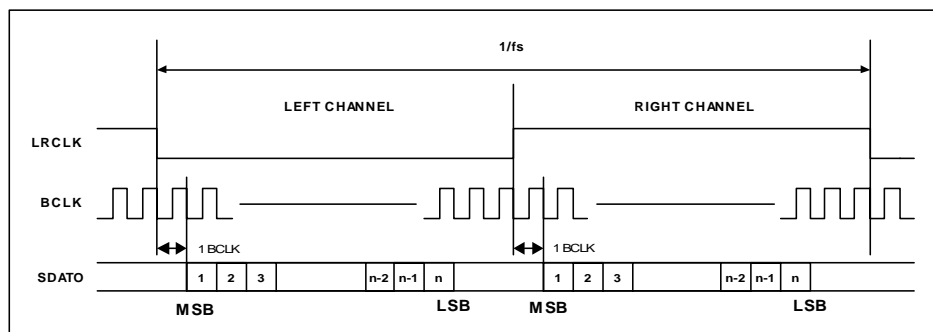 1/fs
LEFT CHANNEL RIGHT CHANNEL
LRCLK
BCLK
1 BCLK 1 BCLK
SDATO 1 2 3 n-2 n-1 n 1 2 3 n-2 n-1 n
MSB LSB MSB LSB